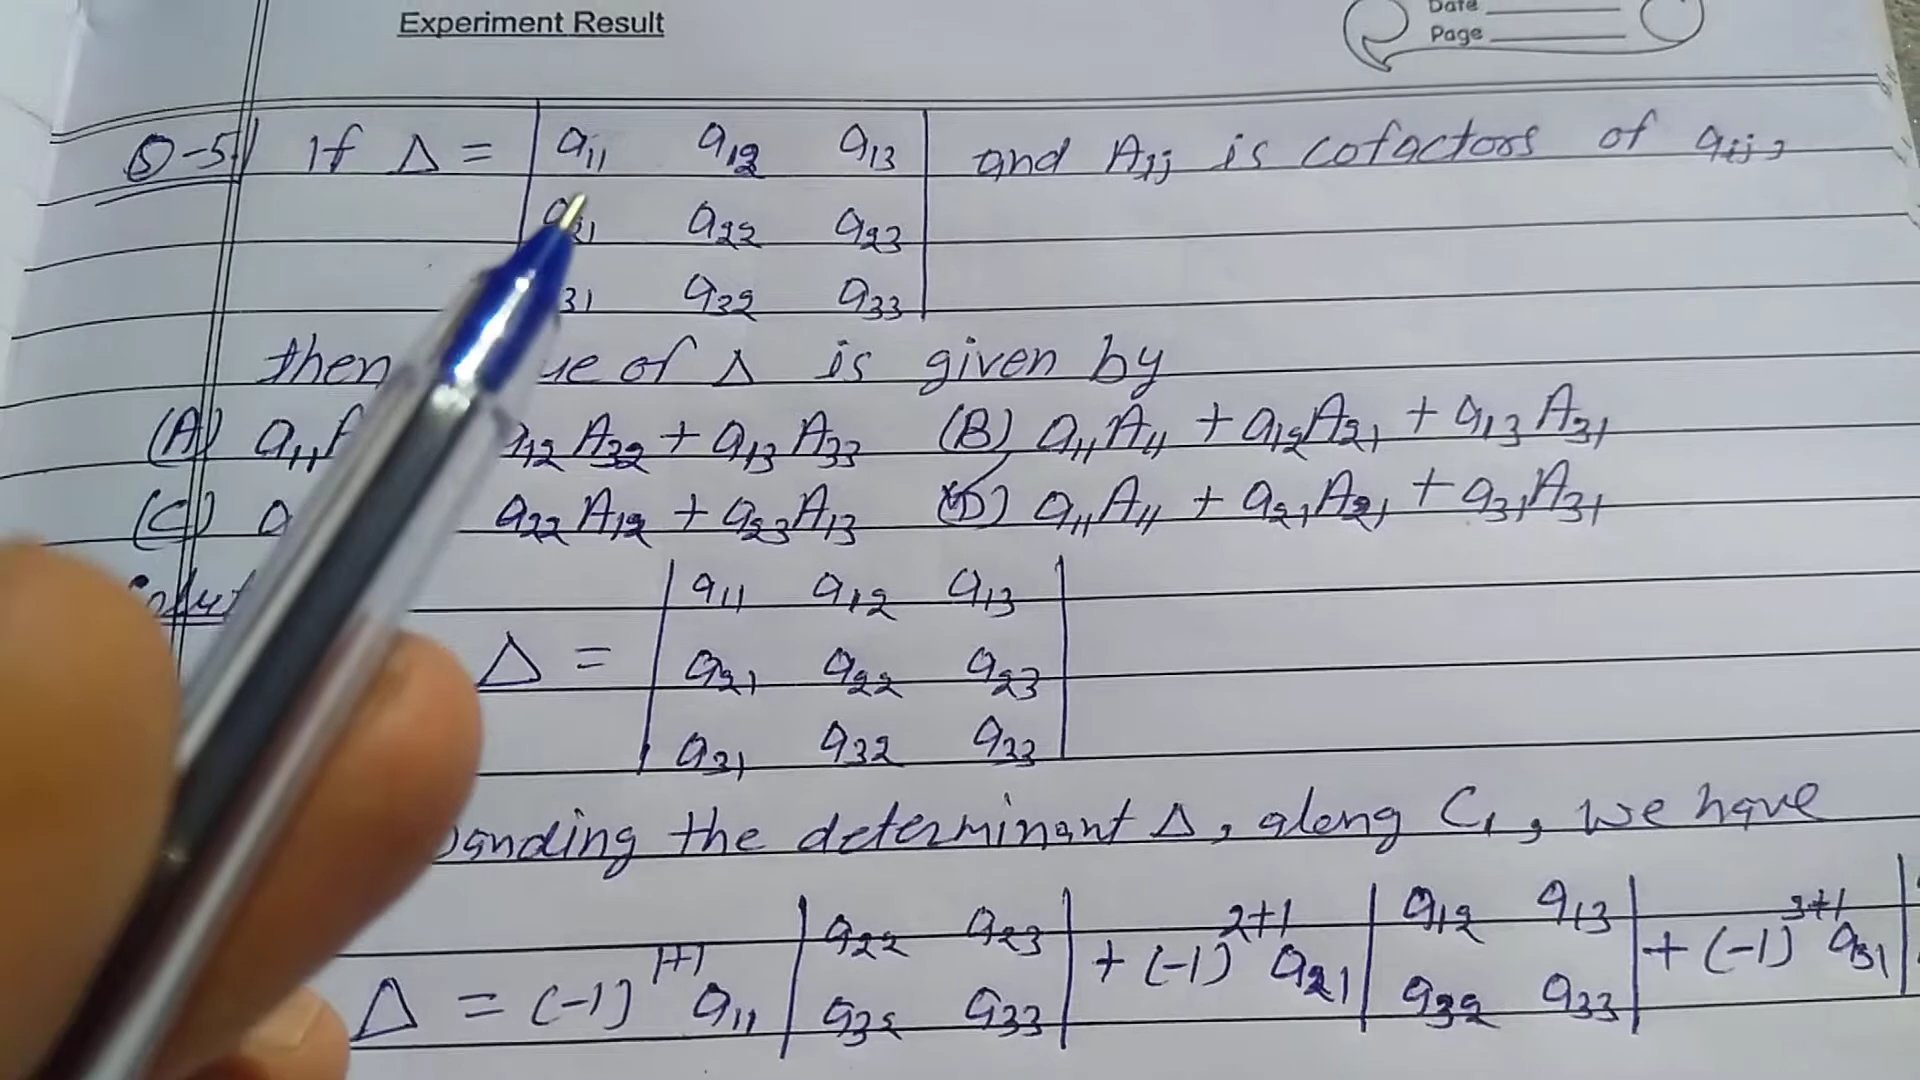 Experiment Result
Date
Page
Q-5 If Δ = | a11 a12 a13 | and Aij is cofactors of aij,
a21 a22 a23
31 a32 a33
then ue of Δ is given by
(A) a11 12 A32 + a13 A33 (B) a11 A11 + a12 A21 + a13 A31
(C) a a22 A12 + a23 A13 (D) a11 A11 + a21 A21 + a31 A31
Δ = | a11 a12 a13 |
a21 a22 a23
a31 a32 a33
panding the determinant Δ, along C1, we have
Δ = (-1)^1+1 a11 | a22 a23 | + (-1)^2+1 a21 | a12 a13 | + (-1)^3+1 a31 |
a32 a33 a32 a33